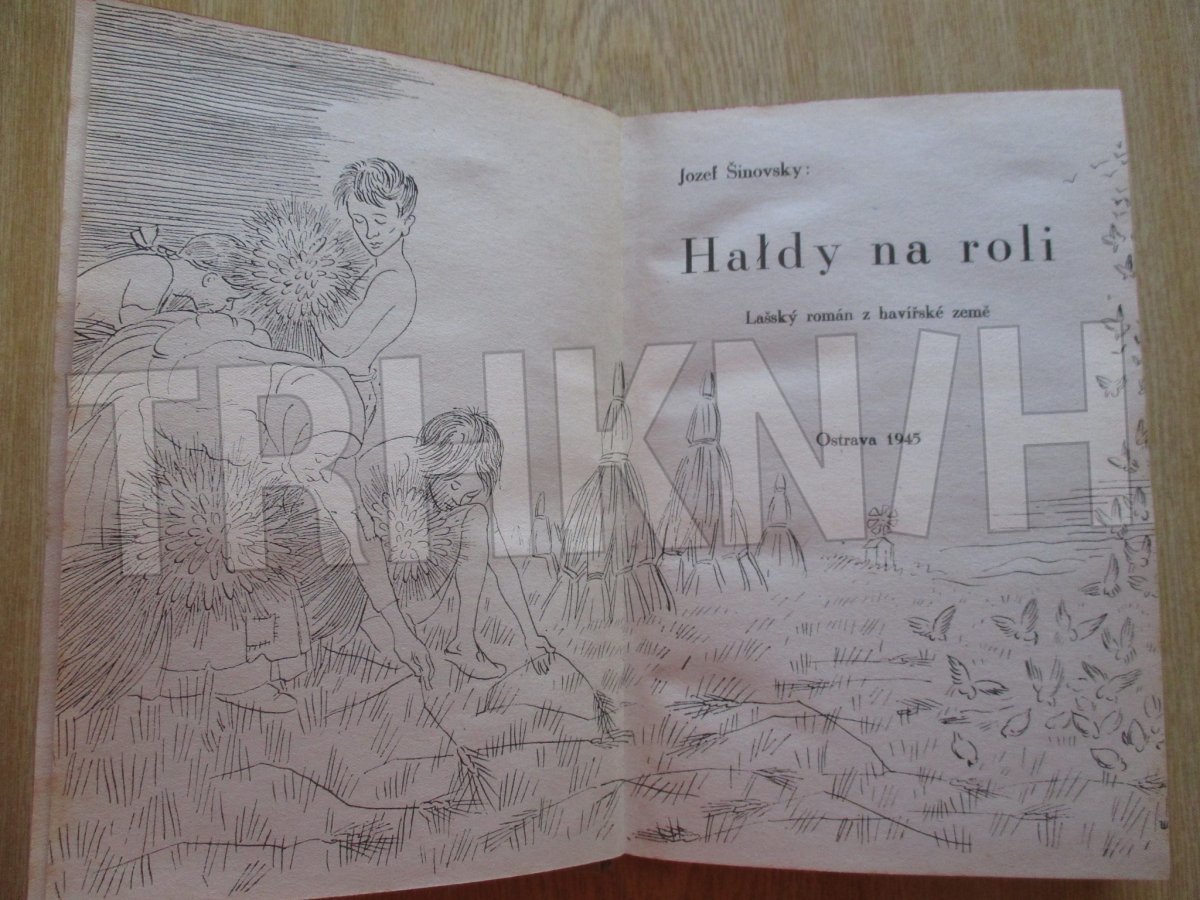 Jozef Šinovsky:
Hałdy na roli
Lašský román z havířské země
Ostrava 1945
TRHKNIH